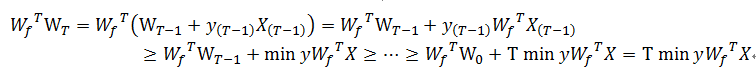 W_f^T W_T = W_f^T (W_{T−1} + y_{(T−1)} X_{(T−1)}) = W_f^T W_{T−1} + y_{(T−1)} W_f^T X_{(T−1)}
≥ W_f^T W_{T−1} + min y W_f^T X ≥ ⋯ ≥ W_f^T W_0 + T min y W_f^T X = T min y W_f^T X